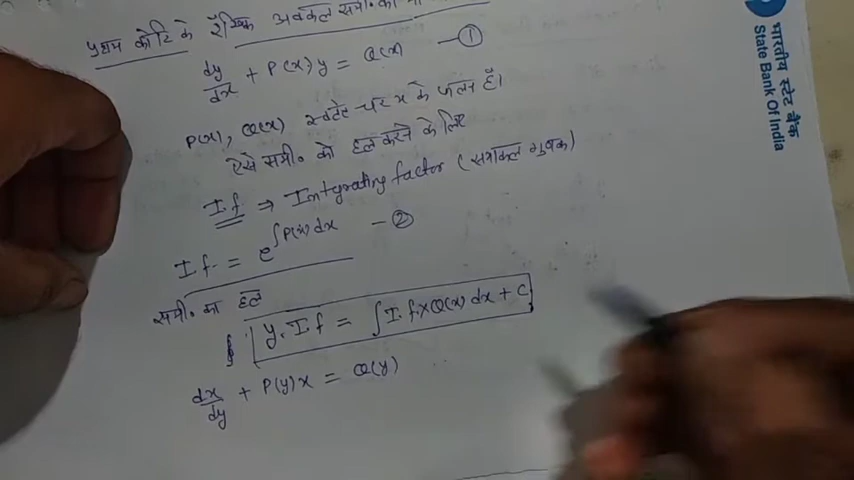 प्रथम कोटि के रैखिक अवकल समी० का
dy/dx + P(x) y = Q(x) —①
P(x), Q(x) स्वतंत्र चर x के फलन हैं।
ऐसे समी० को हल करने के लिए
I.f ⇒ Intgrating factor (समाकल गुणक)
I.f. = e^∫P(x)dx —②
समी० का हल
y. I.f = ∫I.f.×Q(x) dx + C
dx/dy + P(y)x = Q(y)
भारतीय स्टेट बैंक
State Bank Of India